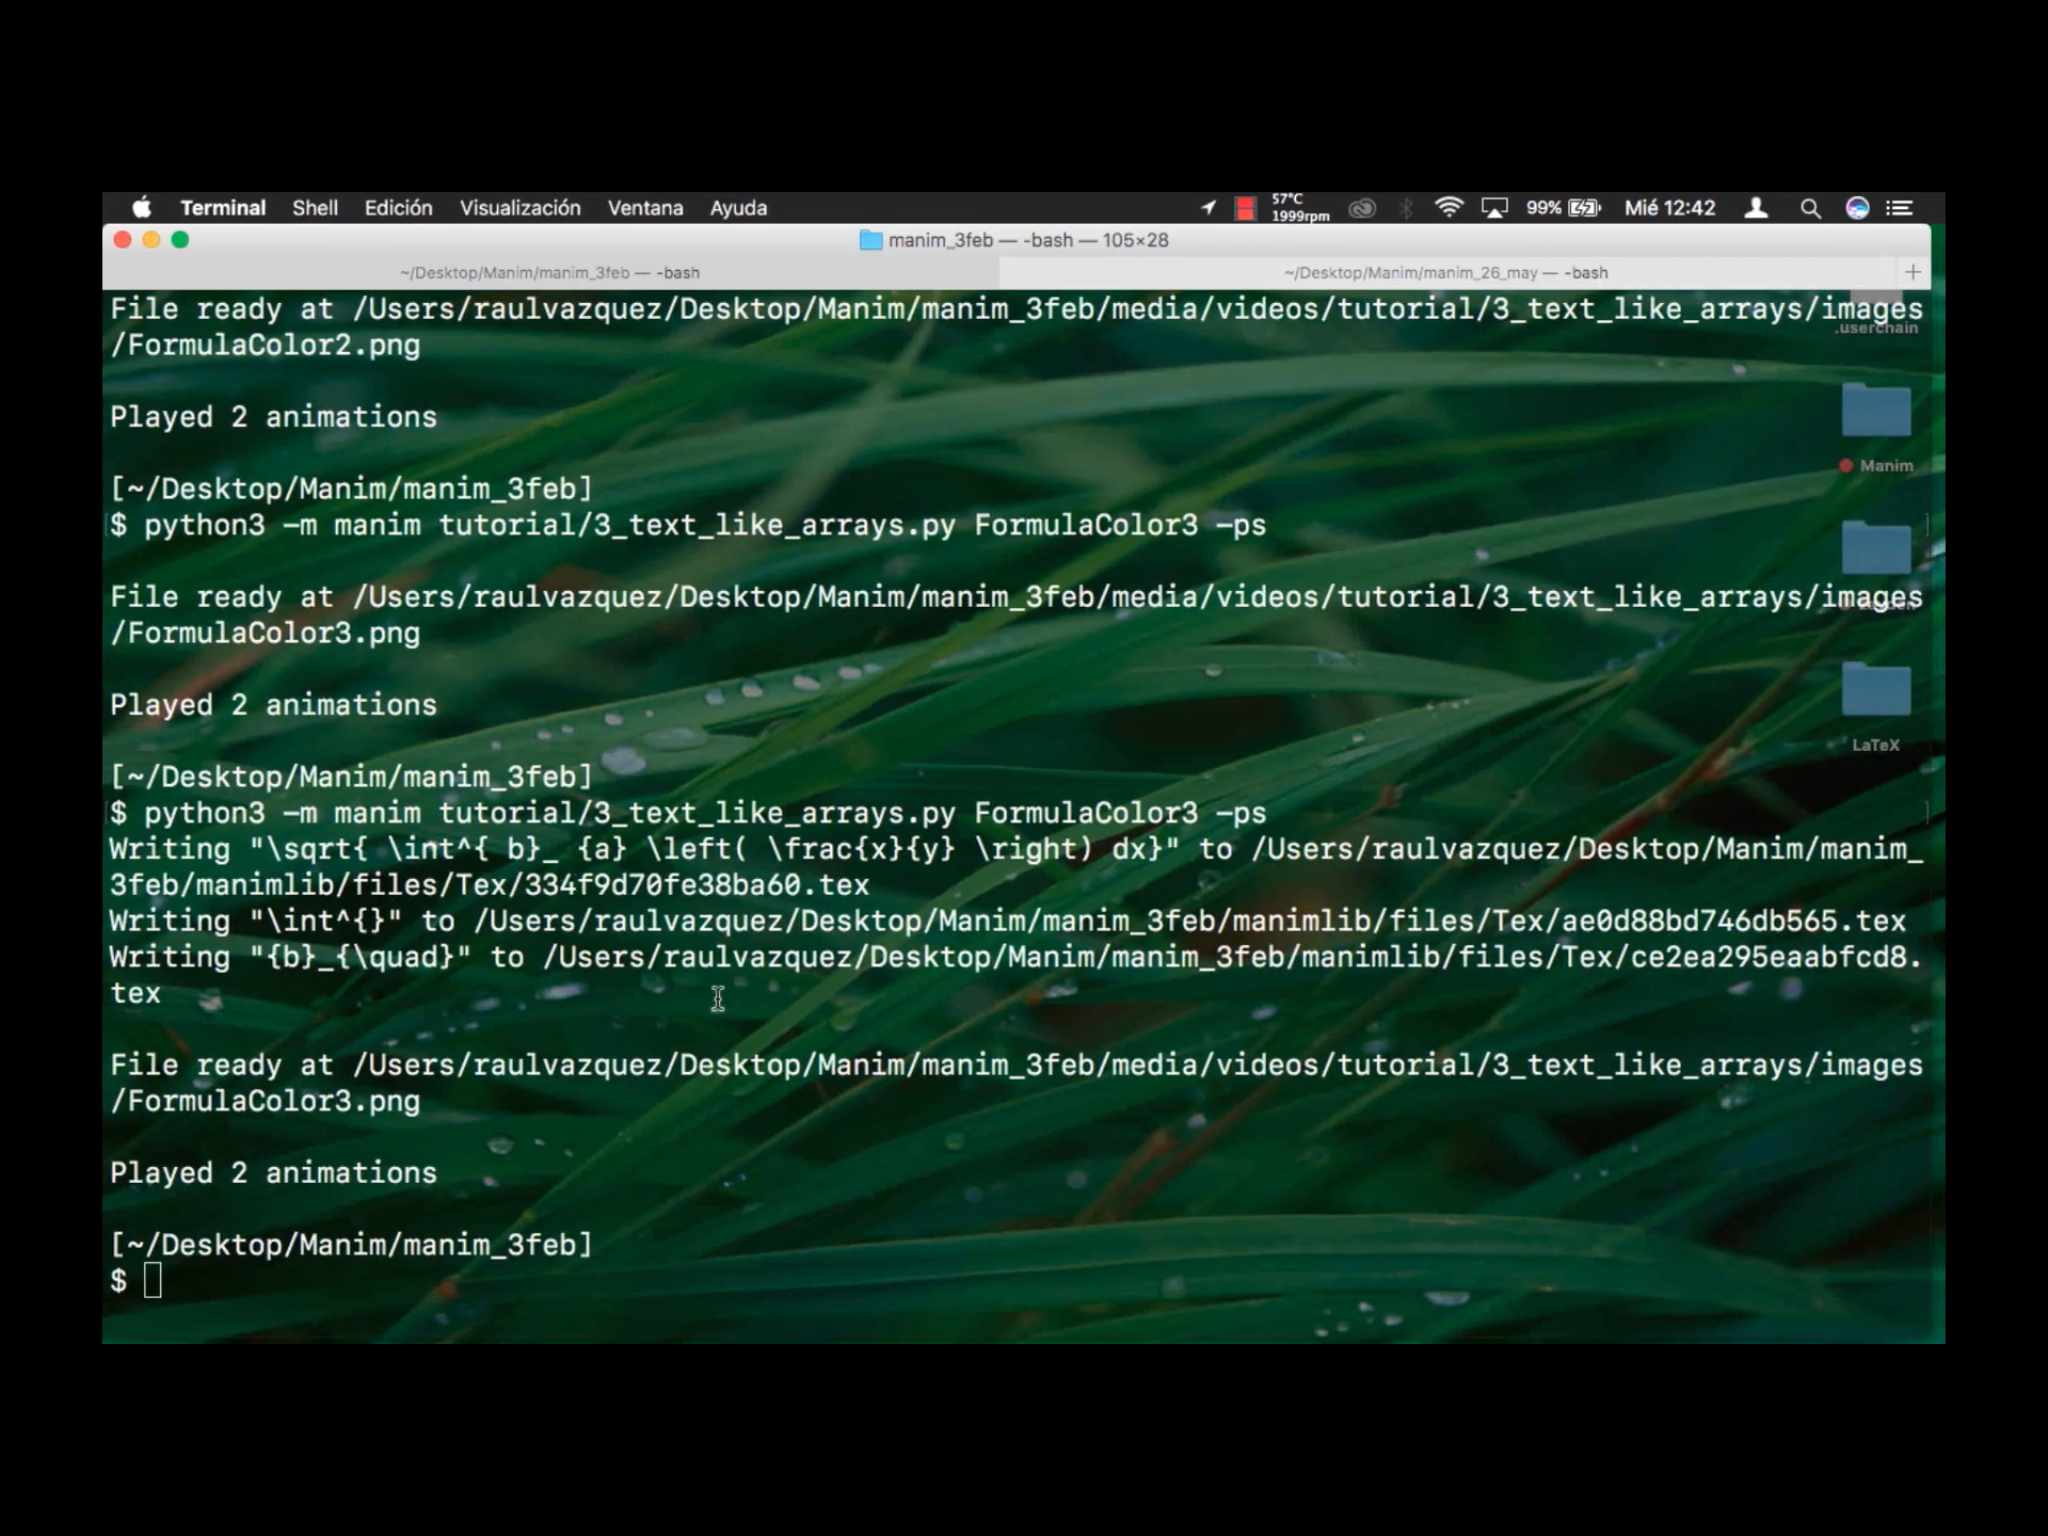 Terminal Shell Edición Visualización Ventana Ayuda 57°C 1999rpm 99% Mié 12:42
manim_3feb — -bash — 105×28
~/Desktop/Manim/manim_3feb — -bash ~/Desktop/Manim/manim_26_may — -bash +
File ready at /Users/raulvazquez/Desktop/Manim/manim_3feb/media/videos/tutorial/3_text_like_arrays/images
.userchain
/FormulaColor2.png
Played 2 animations
Manim
[~/Desktop/Manim/manim_3feb]
$ python3 -m manim tutorial/3_text_like_arrays.py FormulaColor3 -ps
File ready at /Users/raulvazquez/Desktop/Manim/manim_3feb/media/videos/tutorial/3_text_like_arrays/images
/FormulaColor3.png
Played 2 animations
LaTeX
[~/Desktop/Manim/manim_3feb]
$ python3 -m manim tutorial/3_text_like_arrays.py FormulaColor3 -ps
Writing "\sqrt{ \int^{ b}_ {a} \left( \frac{x}{y} \right) dx}" to /Users/raulvazquez/Desktop/Manim/manim_
3feb/manimlib/files/Tex/334f9d70fe38ba60.tex
Writing "\int^{}" to /Users/raulvazquez/Desktop/Manim/manim_3feb/manimlib/files/Tex/ae0d88bd746db565.tex
Writing "{b}_{\quad}" to /Users/raulvazquez/Desktop/Manim/manim_3feb/manimlib/files/Tex/ce2ea295eaabfcd8.
tex
File ready at /Users/raulvazquez/Desktop/Manim/manim_3feb/media/videos/tutorial/3_text_like_arrays/images
/FormulaColor3.png
Played 2 animations
[~/Desktop/Manim/manim_3feb]
$